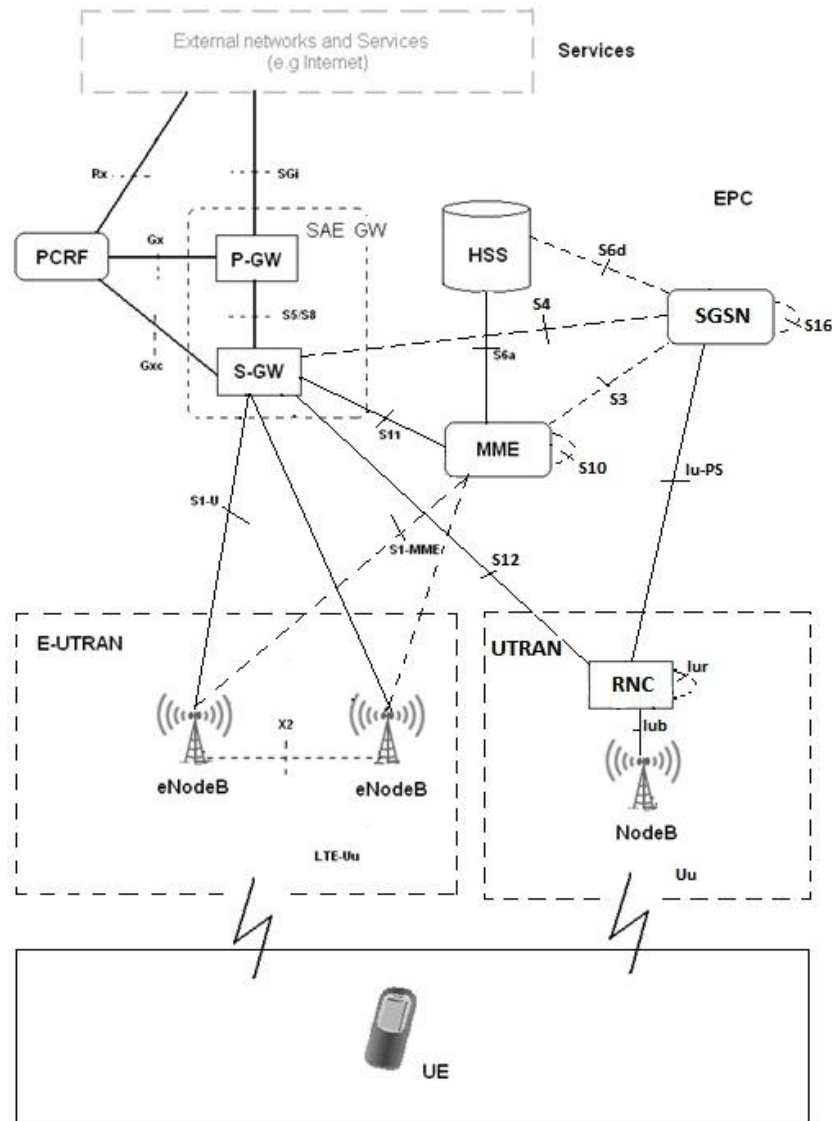 External networks and Services
(e.g Internet)
Services
Rx
SGi
EPC
SAE GW
Gx
PCRF
P-GW
HSS
S6d
S4
SGSN
S16
S5/S8
Gxc
S-GW
S6a
S3
S11
MME
S10
Iu-PS
S1-U
S1-MME
S12
E-UTRAN
UTRAN
RNC
Iur
X2
Iub
eNodeB
eNodeB
NodeB
LTE-Uu
Uu
UE